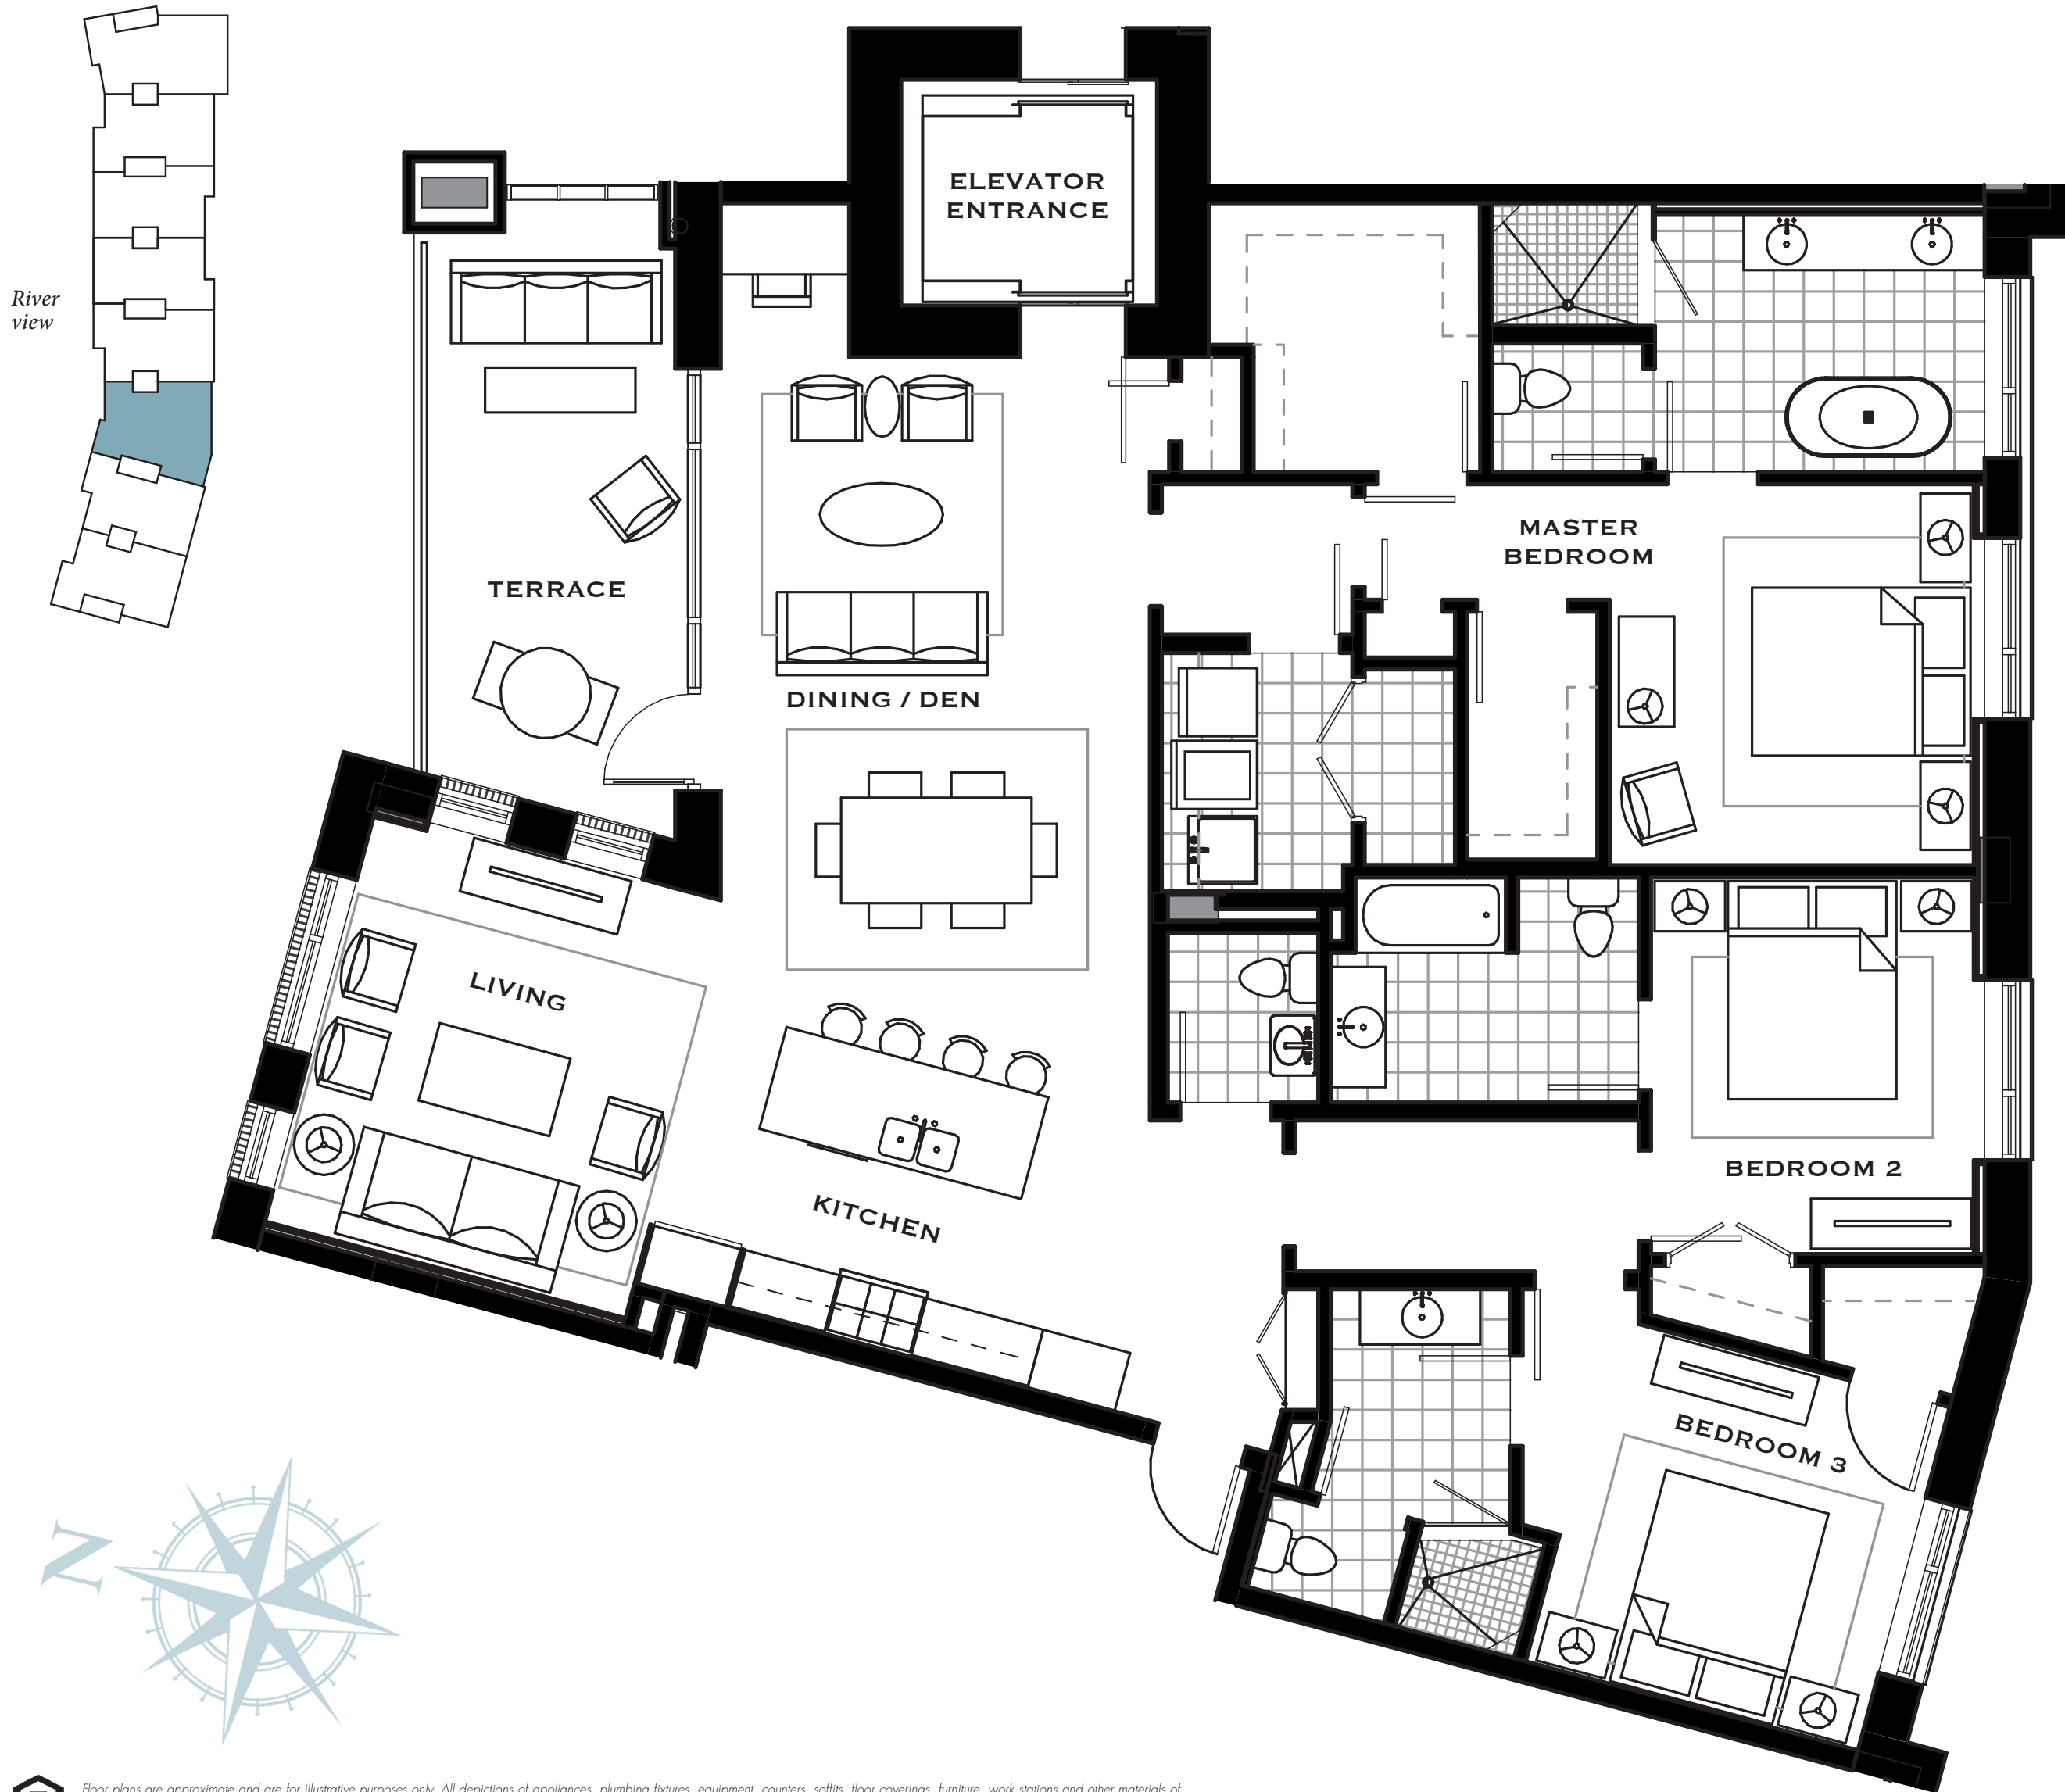 ELEVATOR
ENTRANCE
River
view
MASTER
BEDROOM
TERRACE
DINING / DEN
LIVING
KITCHEN
BEDROOM 2
BEDROOM 3
N
Floor plans are approximate and are for illustrative purposes only. All depictions of appliances, plumbing fixtures, equipment, counters, soffits, floor coverings, furniture, work stations and other materials of